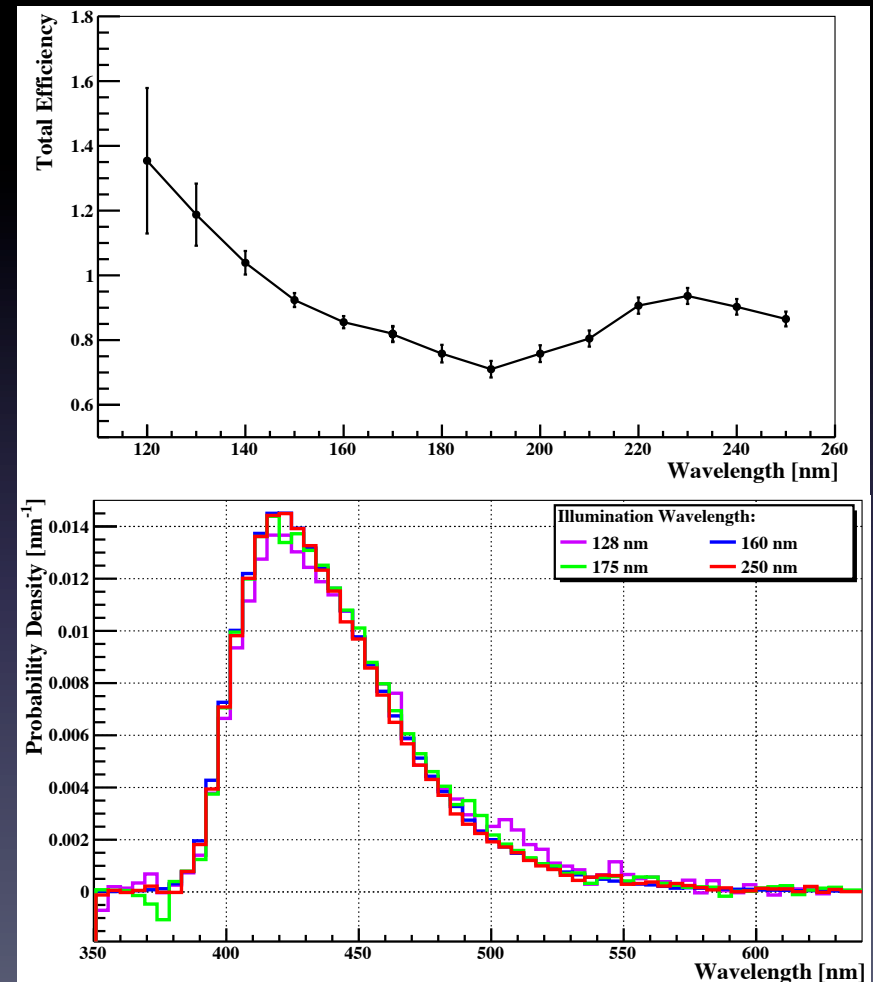 Total Efficiency
1.8
1.6
1.4
1.2
1
0.8
0.6
120 140 160 180 200 220 240 260
Wavelength [nm]
Probability Density [nm⁻¹]
0.014
0.012
0.01
0.008
0.006
0.004
0.002
0
Illumination Wavelength:
128 nm 160 nm
175 nm 250 nm
350 400 450 500 550 600
Wavelength [nm]